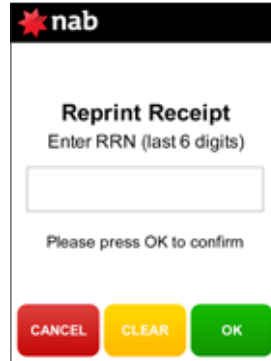 nab
Reprint Receipt
Enter RRN (last 6 digits)
Please press OK to confirm
CANCEL CLEAR OK